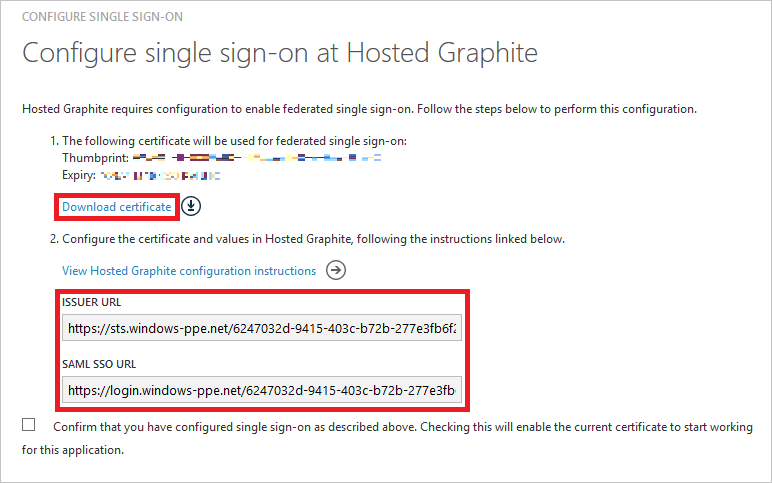 CONFIGURE SINGLE SIGN-ON
Configure single sign-on at Hosted Graphite
Hosted Graphite requires configuration to enable federated single sign-on. Follow the steps below to perform this configuration.
1. The following certificate will be used for federated single sign-on:
Thumbprint:
Expiry:
Download certificate
2. Configure the certificate and values in Hosted Graphite, following the instructions linked below.
View Hosted Graphite configuration instructions
ISSUER URL
https://sts.windows-ppe.net/6247032d-9415-403c-b72b-277e3fb6f2
SAML SSO URL
https://login.windows-ppe.net/6247032d-9415-403c-b72b-277e3fb
Confirm that you have configured single sign-on as described above. Checking this will enable the current certificate to start working
for this application.